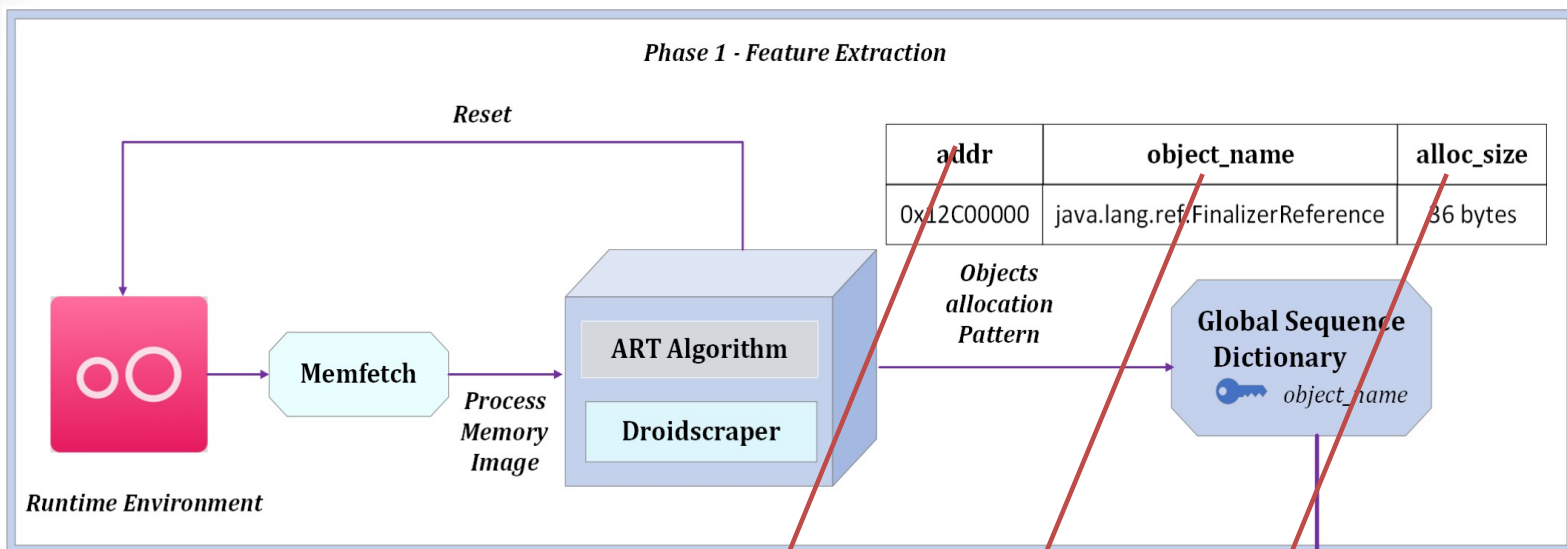 Phase 1 - Feature Extraction
Reset
addr object_name alloc_size
0x12C00000 java.lang.ref.FinalizerReference 36 bytes
Objects
allocation
Pattern
Global Sequence
Dictionary
object_name
ART Algorithm
Droidscraper
Memfetch
Process
Memory
Image
Runtime Environment